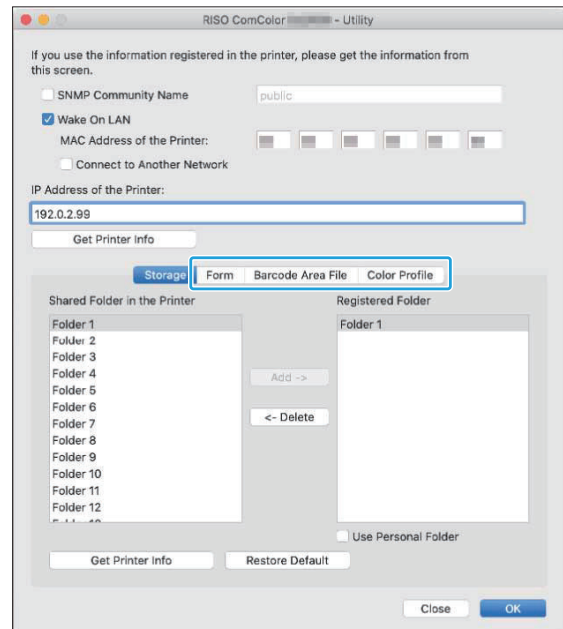 RISO ComColor - Utility
If you use the information registered in the printer, please get the information from
this screen.
SNMP Community Name public
Wake On LAN
MAC Address of the Printer:
Connect to Another Network
IP Address of the Printer:
192.0.2.99
Get Printer Info
Storage Form Barcode Area File Color Profile
Shared Folder in the Printer Registered Folder
Folder 1 Folder 1
Folder 2
Folder 3
Folder 4 Add ->
Folder 5
Folder 6
Folder 7 <- Delete
Folder 8
Folder 9
Folder 10
Folder 11
Folder 12
Use Personal Folder
Get Printer Info Restore Default
Close OK